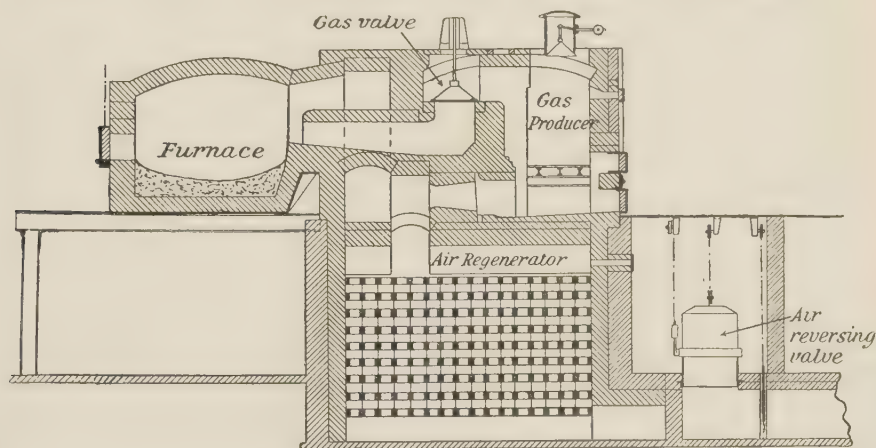 Gas valve
Furnace
Gas
Producer
Air Regenerator
Air
reversing
valve